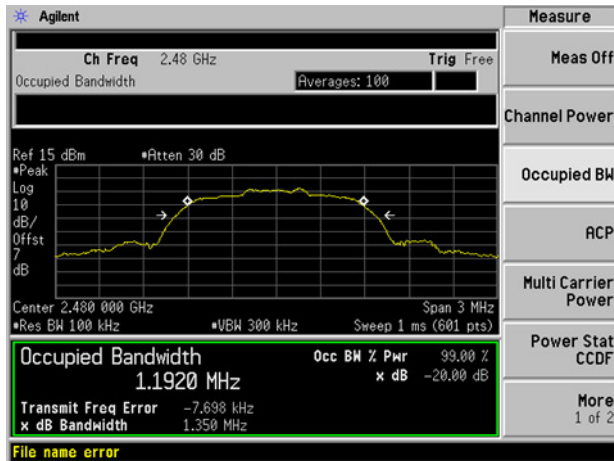 Agilent
Measure
Ch Freq 2.48 GHz Trig Free
Occupied Bandwidth Averages: 100
Meas Off
Channel Power
Occupied BW
ACP
Multi Carrier
Power
Power Stat
CCDF
More
1 of 2
Ref 15 dBm *Atten 30 dB
*Peak
Log
10
dB/
Offst
7
dB
Center 2.480 000 GHz Span 3 MHz
*Res BW 100 kHz *VBW 300 kHz Sweep 1 ms (601 pts)
Occupied Bandwidth Occ BW % Pwr 99.00 %
1.1920 MHz x dB -20.00 dB
Transmit Freq Error -7.698 kHz
x dB Bandwidth 1.350 MHz
File name error